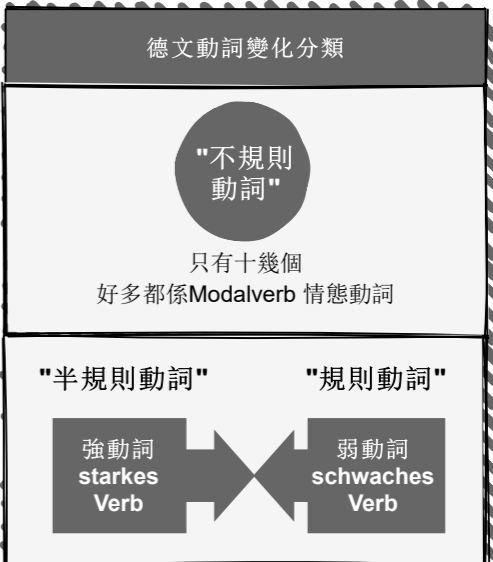 德文動詞變化分類
"不規則
動詞"
只有十幾個
好多都係Modalverb 情態動詞
"半規則動詞"
"規則動詞"
強動詞
starkes
Verb
弱動詞
schwaches
Verb